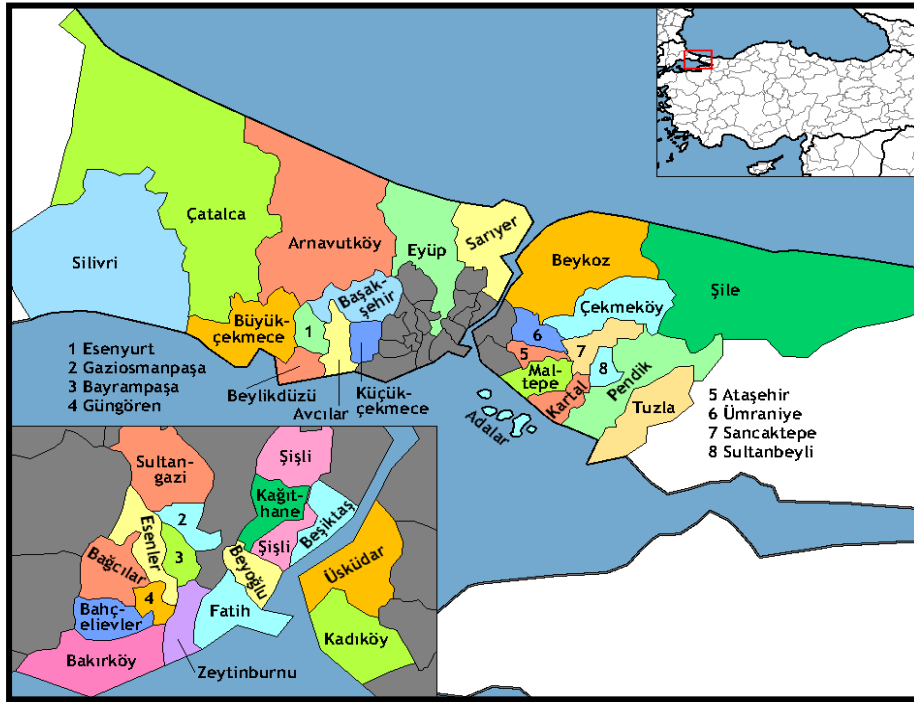 Silivri
Çatalca
Arnavutköy
Eyüp
Sarıyer
Büyük-
çekmece
1
Başak-
şehir
Beylikdüzü
Avcılar
Küçük-
çekmece
1 Esenyurt
2 Gaziosmanpaşa
3 Bayrampaşa
4 Güngören
Beykoz
Şile
Çekmeköy
6
5
7
8
Mal-
tepe
Kartal
Pendik
Tuzla
Adalar
5 Ataşehir
6 Ümraniye
7 Sancaktepe
8 Sultanbeyli
Sultan-
gazi
Şişli
Kağıt-
hane
Beşiktaş
2
Esenler
3
Şişli
Bağcılar
Beyoğlu
Üsküdar
4
Bahç-
elievler
Fatih
Kadıköy
Bakırköy
Zeytinburnu